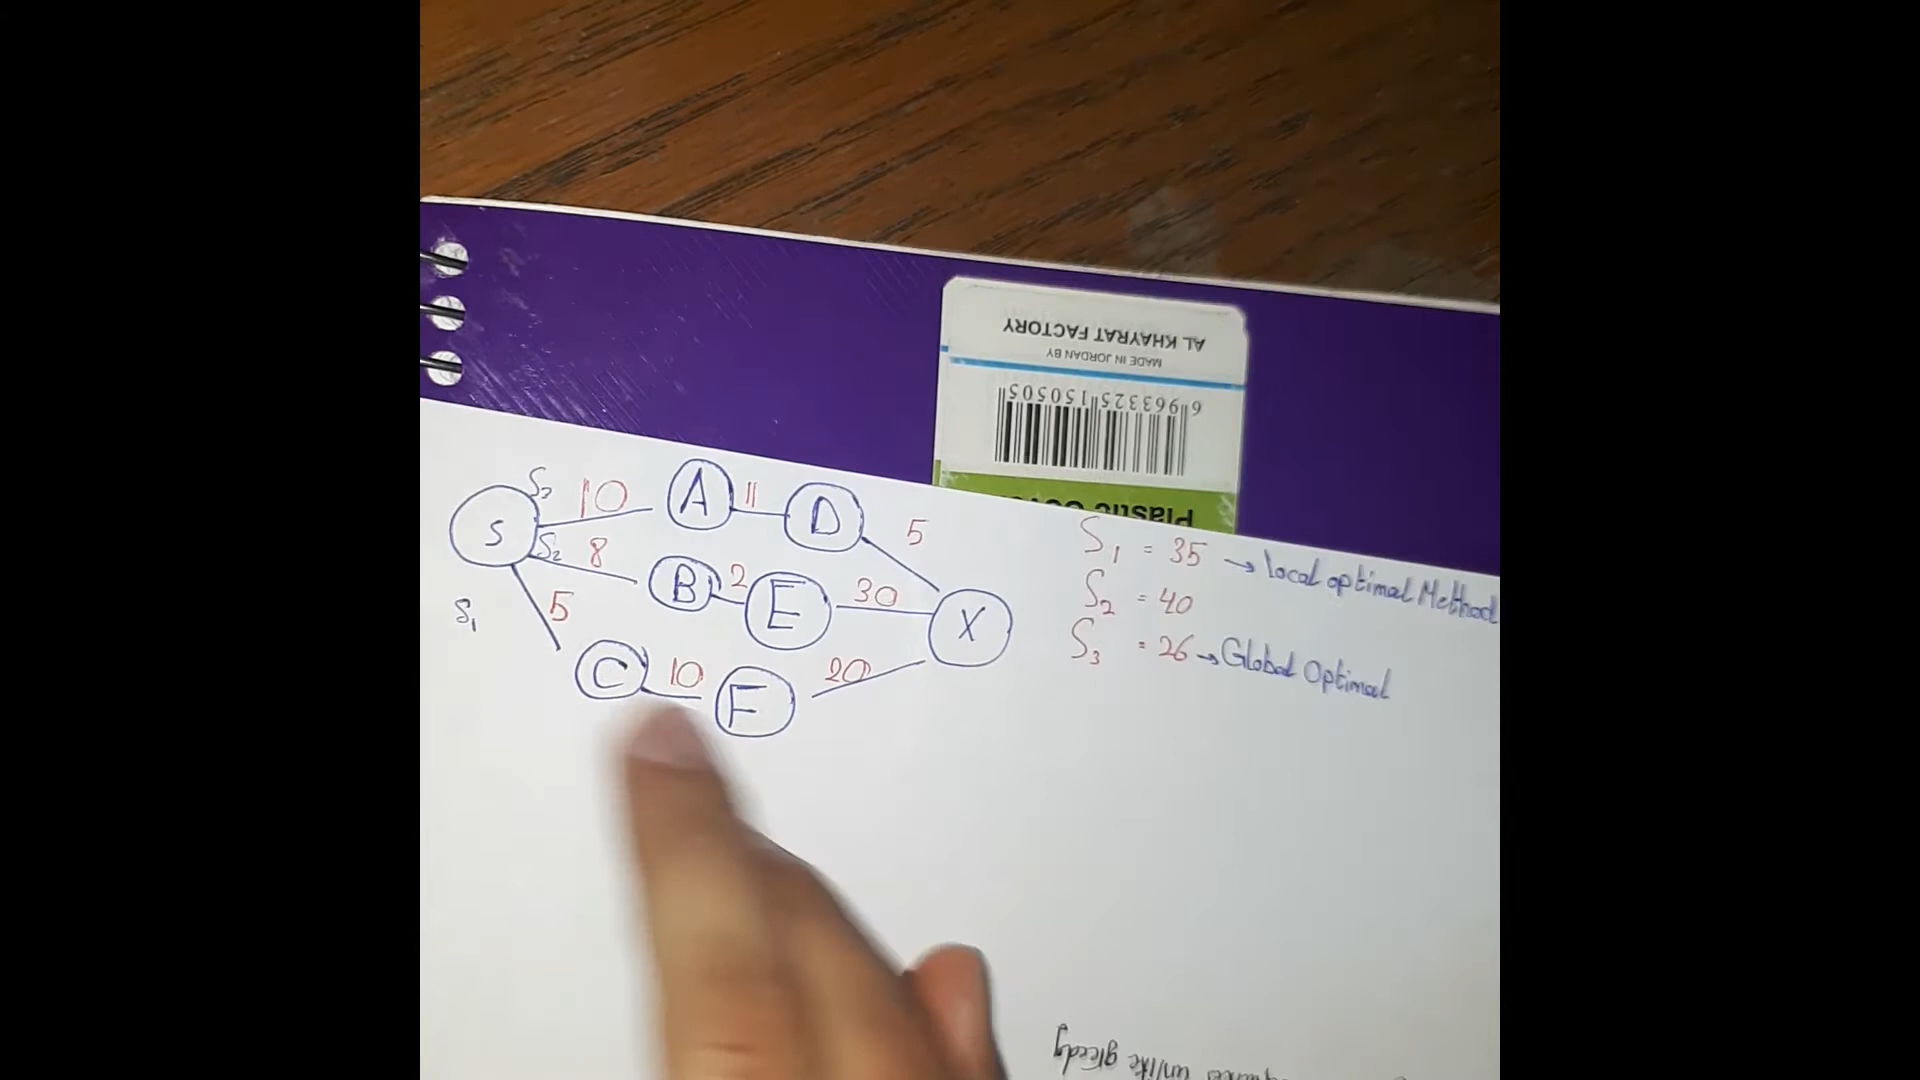 AL KHAYRAT FACTORY
MADE IN JORDAN BY
6 963325 150505
Plastic
S
S₂
10
A
11
D
5
S₂
8
B
2
E
30
X
S₁
5
C
10
F
20
S₁ = 35 → local optimal Method
S₂ = 40
S₃ = 26 → Global Optimal
unlike greedy